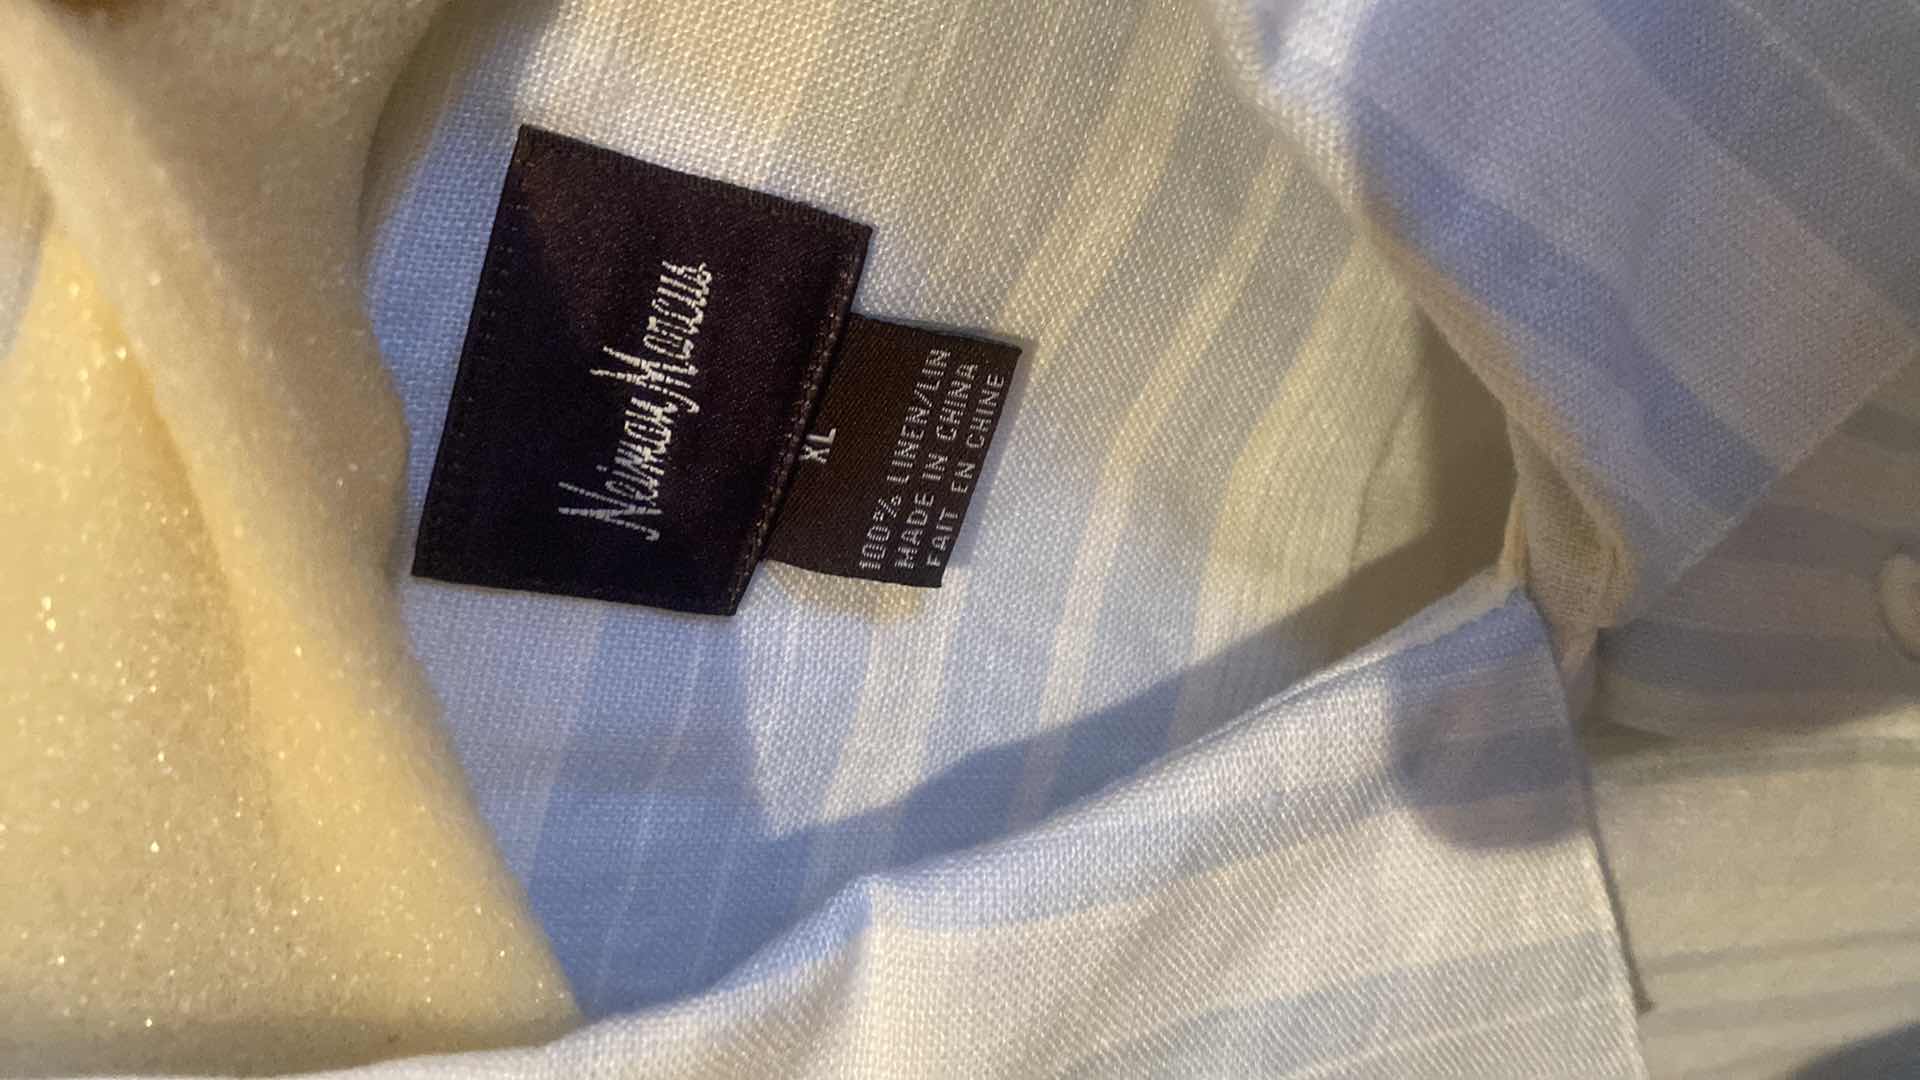 Neiman Marcus
XL
100% LINEN/LIN
MADE IN CHINA
FAIT EN CHINE